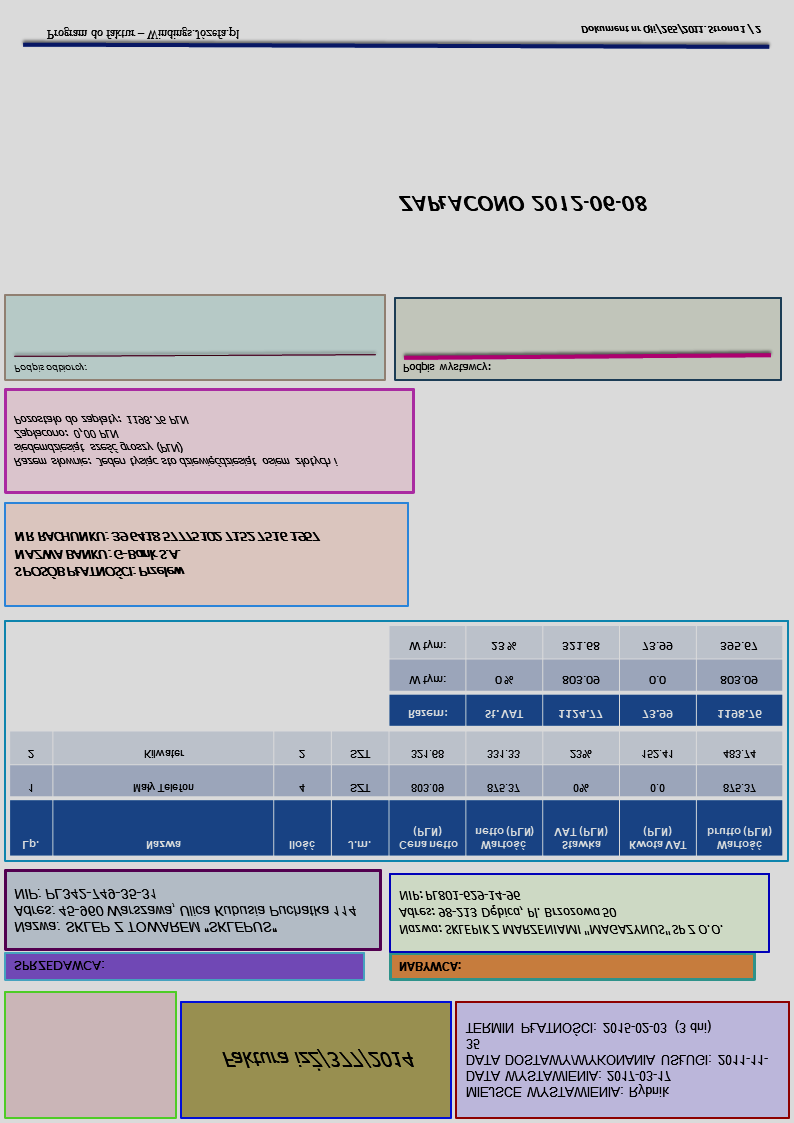 MIEJSCE WYSTAWIENIA: Rybnik
DATA WYSTAWIENIA: 2017-03-17
DATA DOSTAWY/WYKONANIA USŁUGI: 2011-11-
35
TERMIN PŁATNOŚCI: 2015-02-03 (3 dni)
Faktura izŻ/377/2014
SPRZEDAWCA:
Nazwa: SKLEP Z TOWAREM "SKLEPUS"
Adres: 45-960 Warszawa, Ulica Kubusia Puchatka 114
NIP: PL342-749-35-31
NABYWCA:
Nazwa: SKLEPIK Z MARZENIAMI "MAGAZYNUS" SP Z O.O.
Adres: 98-213 Dębica, Pl. Brzozowa 50
NIP: PL801-629-14-96
Lp. Nazwa Ilość J.m. Cena netto (PLN) Wartość netto (PLN) Stawka VAT (PLN) Kwota VAT (PLN) Wartość brutto (PLN)
1 Mały Telefon 4 SZT 803.09 875.37 0% 0.0 875.37
2 Kilwater 2 SZT 321.68 331.33 23% 152.41 483.74
Razem: St. VAT 1124.77 73.99 1198.76
W tym: 0 % 803.09 0.0 803.09
W tym: 23 % 321.68 73.99 395.67
SPOSÓB PŁATNOŚCI: Przelew
NAZWA BANKU: G-Bank S.A.
NR RACHUNKU: 39 6418 5777 5102 7152 7516 1957
Razem słownie: Jeden tysiąc sto dziewięćdziesiąt osiem złotych i
siedemdziesiąt sześć groszy (PLN)
Zapłacono: 0,00 PLN
Pozostało do zapłaty: 1198.76 PLN
Podpis odbiorcy:
Podpis wystawcy:
ZAPŁACONO 2012-06-08
Program do faktur – Windings.Józefa.pl
Dokument nr Qfi/265/2011. Strona 1 / 2